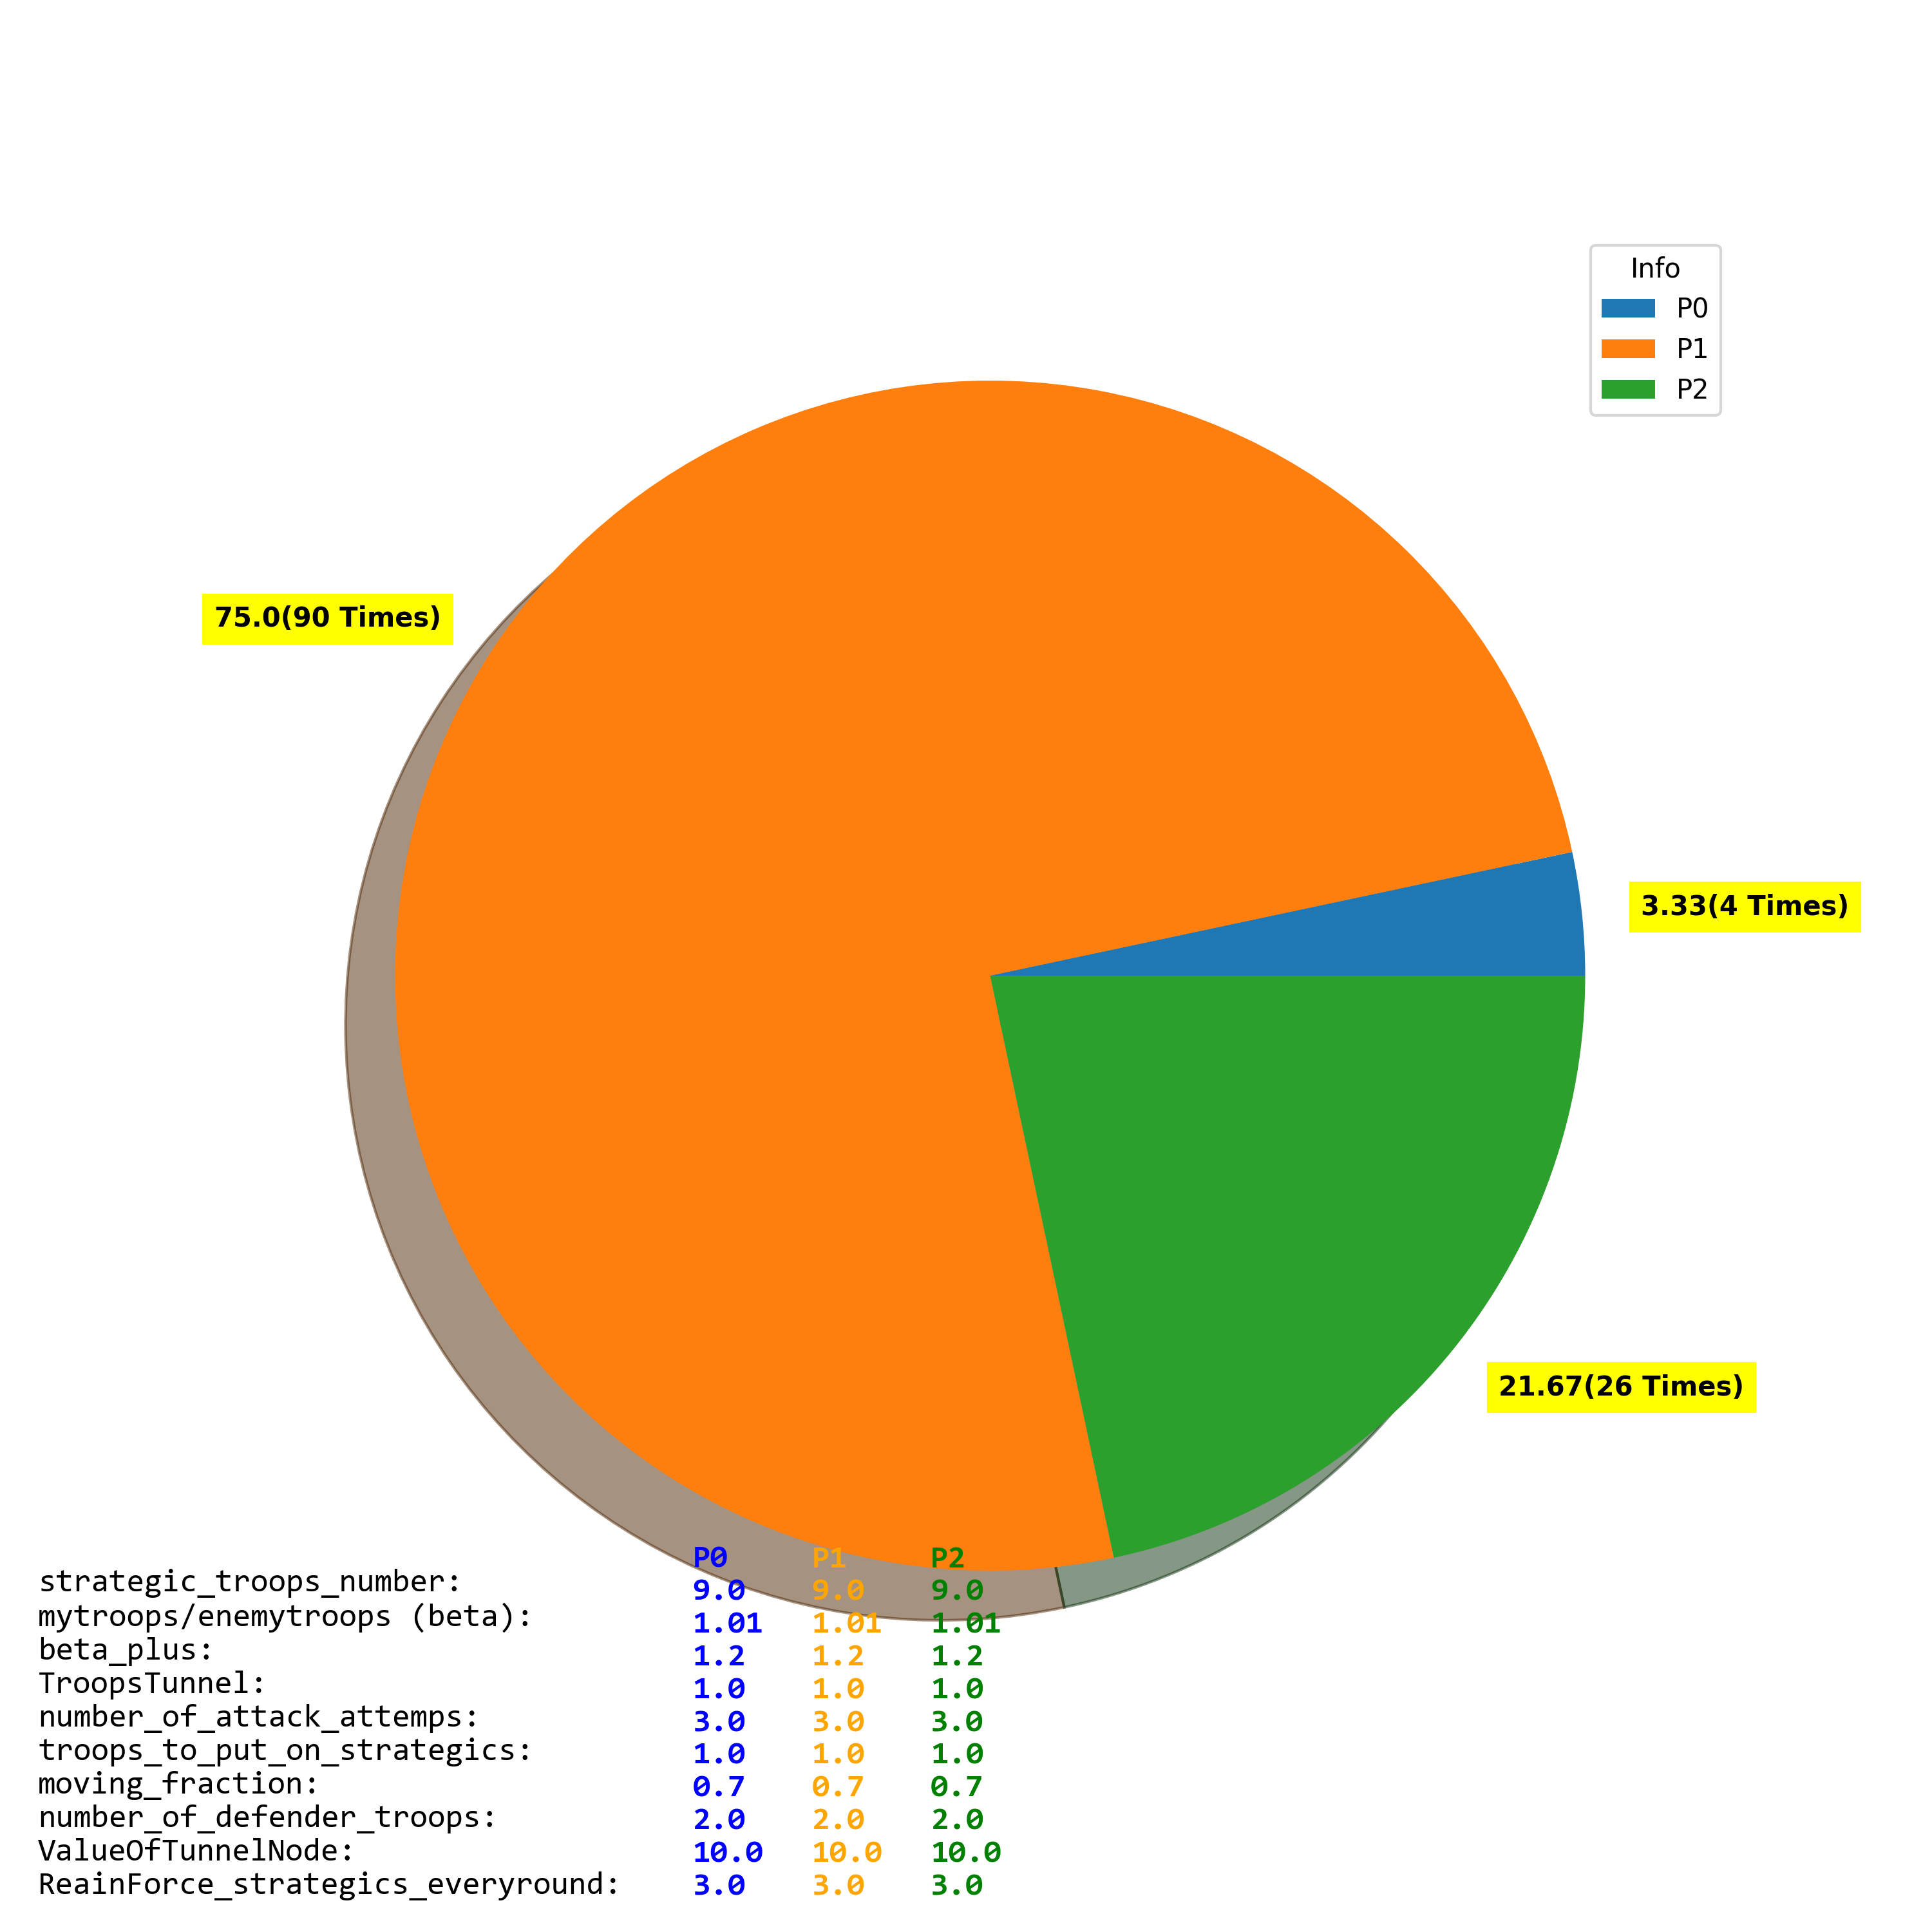 Info
P0
P1
P2
75.0(90 Times)
3.33(4 Times)
21.67(26 Times)
P0 P1 P2
strategic_troops_number: 9.0 9.0 9.0
mytroops/enemytroops (beta): 1.01 1.01 1.01
beta_plus: 1.2 1.2 1.2
TroopsTunnel: 1.0 1.0 1.0
number_of_attack_attemps: 3.0 3.0 3.0
troops_to_put_on_strategics: 1.0 1.0 1.0
moving_fraction: 0.7 0.7 0.7
number_of_defender_troops: 2.0 2.0 2.0
ValueOfTunnelNode: 10.0 10.0 10.0
ReainForce_strategics_everyround: 3.0 3.0 3.0